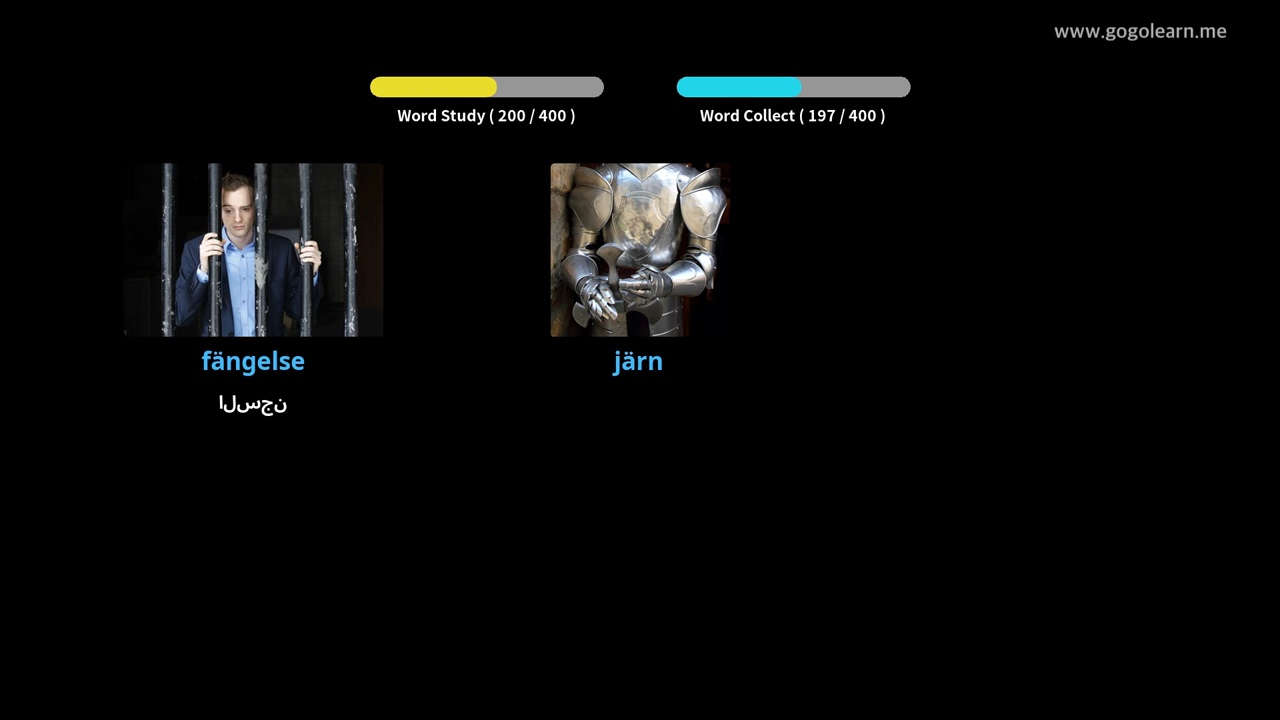 www.gogolearn.me
Word Study ( 200 / 400 )
Word Collect ( 197 / 400 )
fängelse
järn
السجن